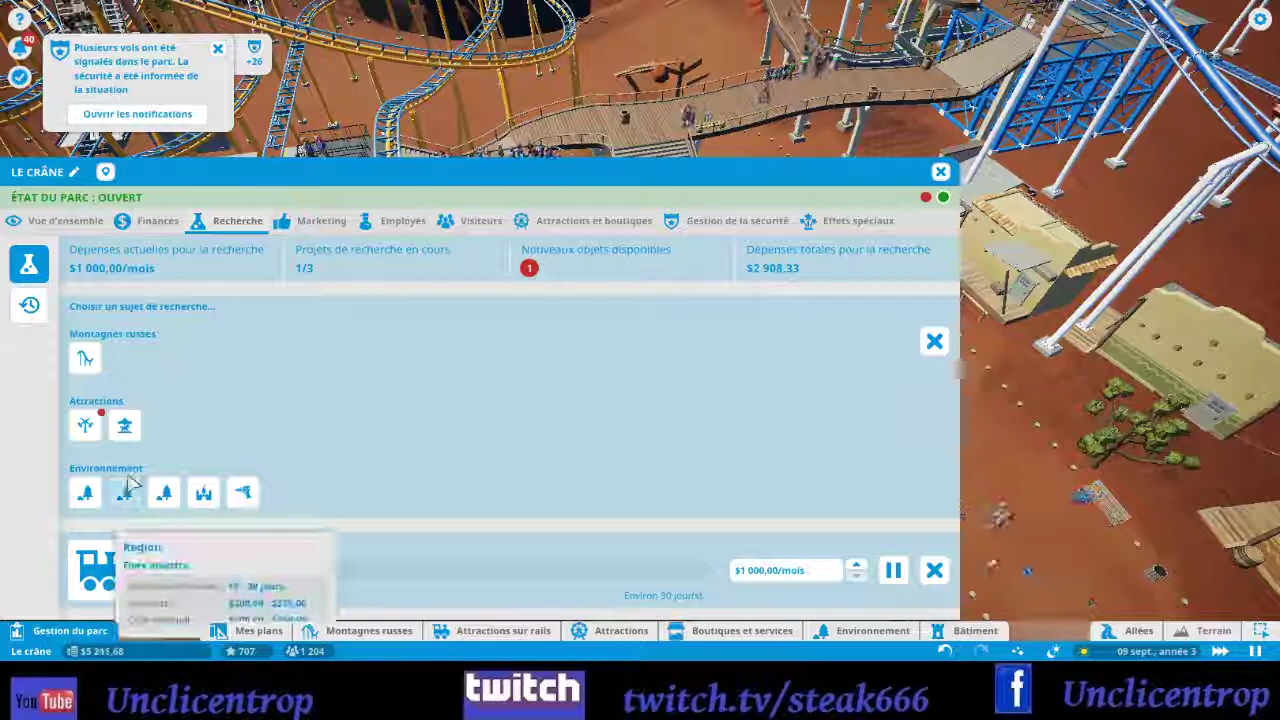 ?
40
Plusieurs vols ont été
signalés dans le parc. La
sécurité a été informée de
la situation
Ouvrir les notifications
+26
LE CRÂNE
ÉTAT DU PARC : OUVERT
Vue d'ensemble Finances Recherche Marketing Employés Visiteurs Attractions et boutiques Gestion de la sécurité Effets spéciaux
Dépenses actuelles pour la recherche Projets de recherche en cours Nouveaux objets disponibles Dépenses totales pour la recherche
$1 000,00/mois 1/3 1 $2 908,33
Choisir un sujet de recherche...
Montagnes russes
Attractions
Environnement
Région
$1 000,00/mois
Environ 30 jour(s).
Gestion du parc Mes plans Montagnes russes Attractions sur rails Attractions Boutiques et services Environnement Bâtiment Allées Terrain
Le crâne $5 215,68 707 1 204 09 sept., année 3
YouTube Unclicentrop twitch twitch.tv/steak666 f Unclicentrop